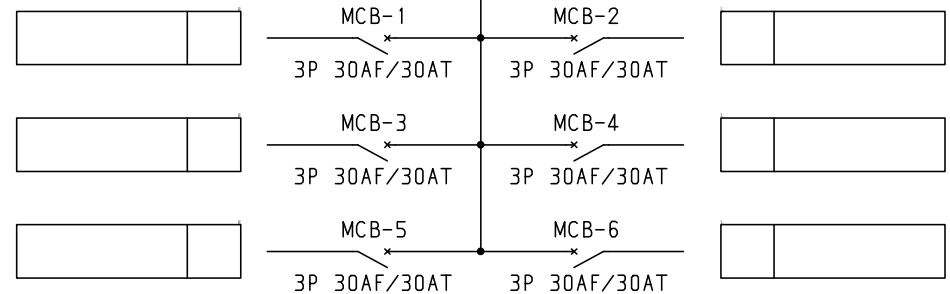 MCB-1 MCB-2
3P 30AF/30AT 3P 30AF/30AT
MCB-3 MCB-4
3P 30AF/30AT 3P 30AF/30AT
MCB-5 MCB-6
3P 30AF/30AT 3P 30AF/30AT